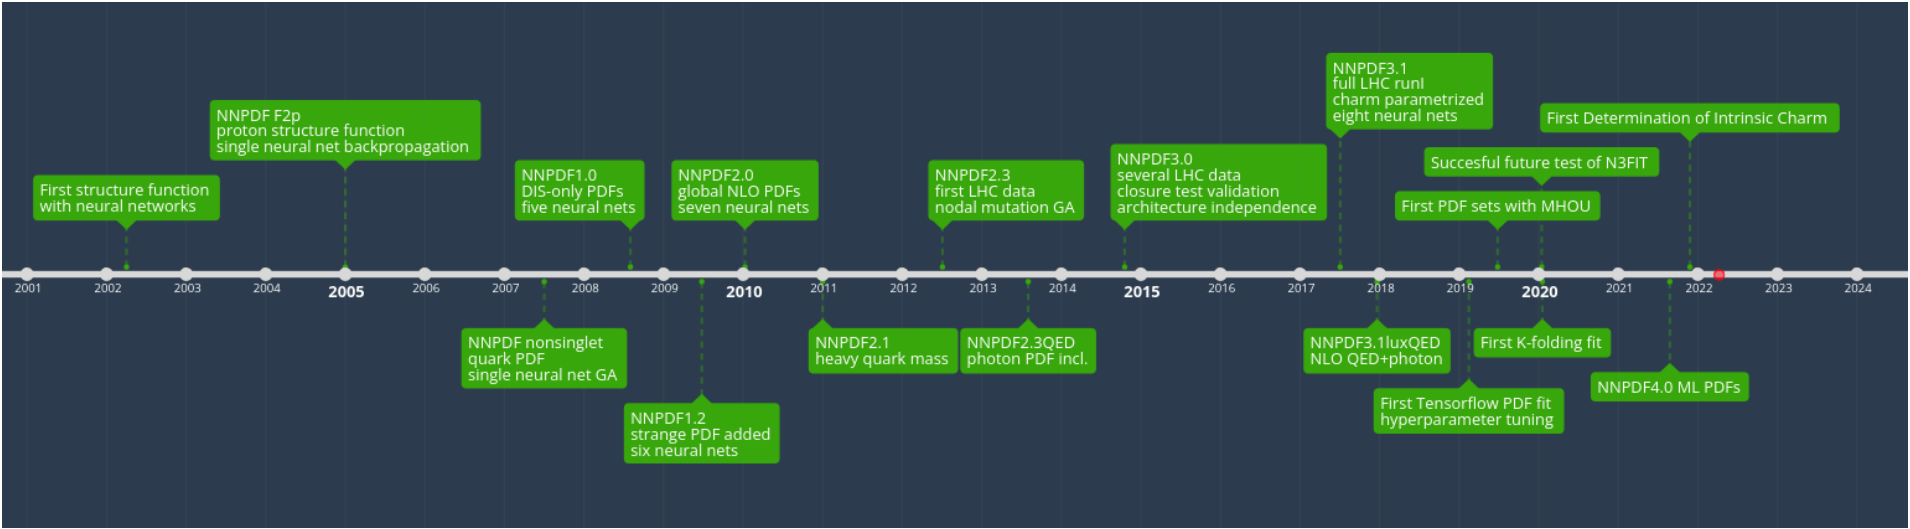 NNPDF3.1
full LHC runI
charm parametrized
eight neural nets
NNPDF F2p
proton structure function
single neural net backpropagation
First Determination of Intrinsic Charm
NNPDF3.0
several LHC data
closure test validation
architecture independence
Succesful future test of N3FIT
First structure function
with neural networks
NNPDF1.0
DIS-only PDFs
five neural nets
NNPDF2.0
global NLO PDFs
seven neural nets
NNPDF2.3
first LHC data
nodal mutation GA
First PDF sets with MHOU
2001 2002 2003 2004 2005 2006 2007 2008 2009 2010 2011 2012 2013 2014 2015 2016 2017 2018 2019 2020 2021 2022 2023 2024
NNPDF nonsinglet
quark PDF
single neural net GA
NNPDF2.1
heavy quark mass
NNPDF2.3QED
photon PDF incl.
NNPDF3.1luxQED
NLO QED+photon
First K-folding fit
NNPDF4.0 ML PDFs
First Tensorflow PDF fit
hyperparameter tuning
NNPDF1.2
strange PDF added
six neural nets